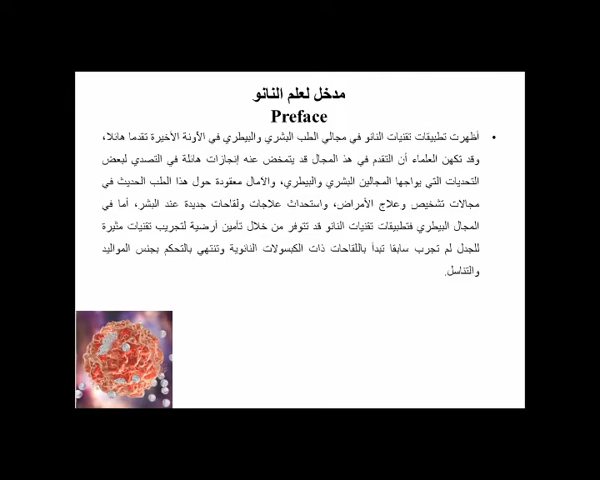 مدخل لعلم النانو
Preface
• أظهرت تطبيقات تقنيات النانو في مجالي الطب البشري والبيطري في الآونة الأخيرة تقدما هائلا،
وقد تكهن العلماء أن التقدم في هذ المجال قد يتمخض عنه إنجازات هائلة في التصدي لبعض
التحديات التي يواجها المجالين البشري والبيطري، والامال معقودة حول هذا الطب الحديث في
مجالات تشخيص وعلاج الأمراض، واستحداث علاجات ولقاحات جديدة عند البشر، أما في
المجال البيطري فتطبيقات تقنيات النانو قد تتوفر من خلال تأمين أرضية لتجريب تقنيات مثيرة
للجدل لم تجرب سابقا تبدأ باللقاحات ذات الكبسولات النانوية وتنتهي بالتحكم بجنس المواليد
والتناسل.